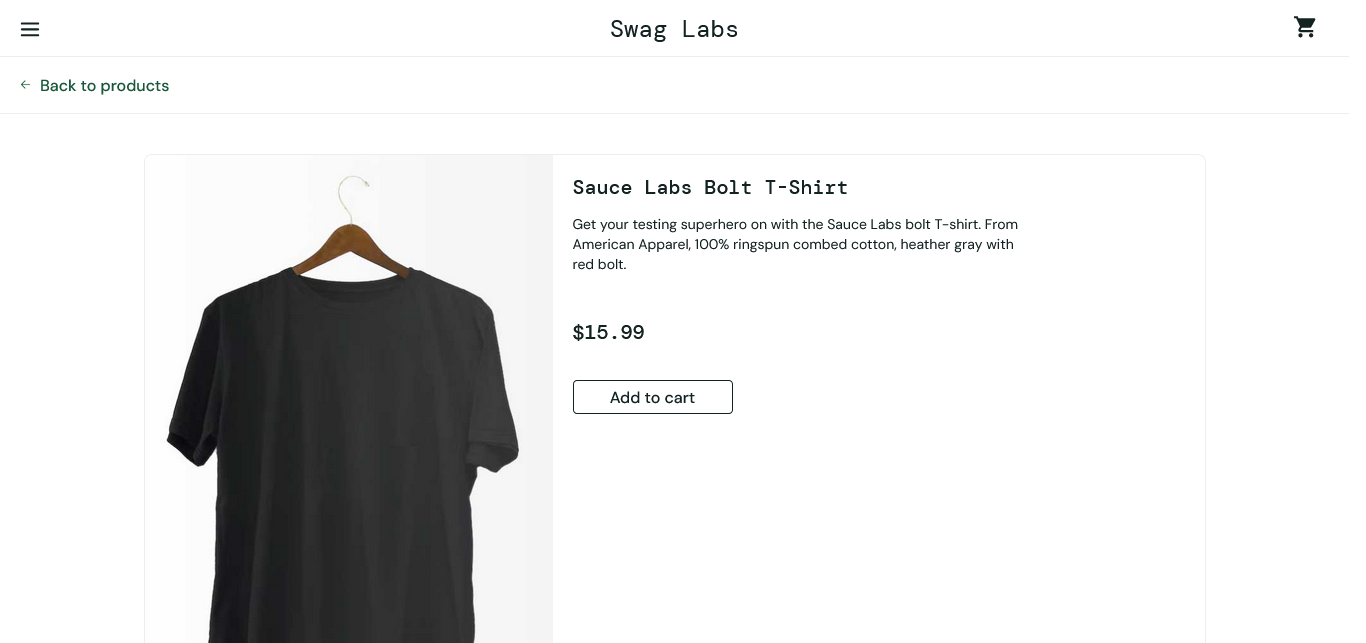 Swag Labs
Back to products
Sauce Labs Bolt T-Shirt
Get your testing superhero on with the Sauce Labs bolt T-shirt. From
American Apparel, 100% ringspun combed cotton, heather gray with
red bolt.
$15.99
Add to cart